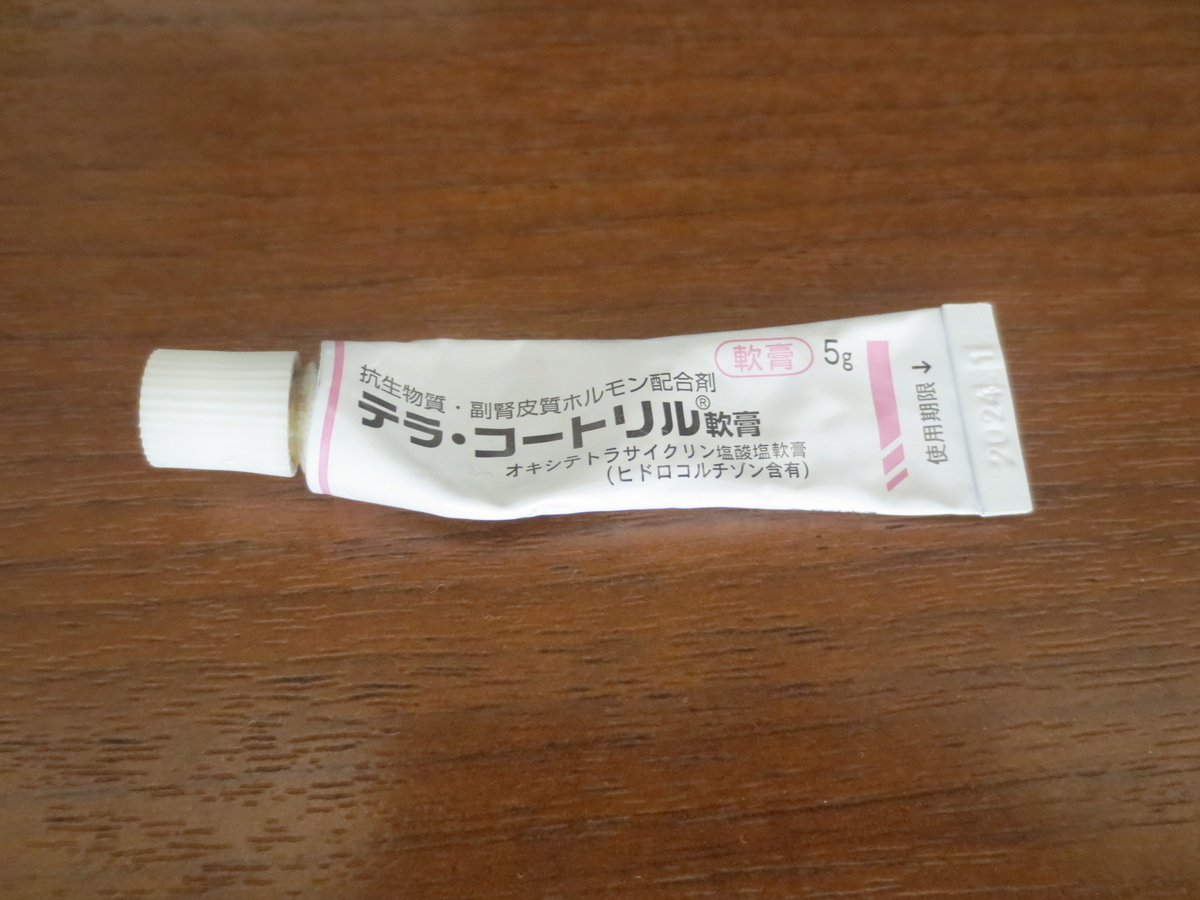 軟膏 5g
抗生物質・副腎皮質ホルモン配合剤
テラ・コートリル®軟膏
オキシテトラサイクリン塩酸塩軟膏
(ヒドロコルチゾン含有)
使用期限→
2024.11